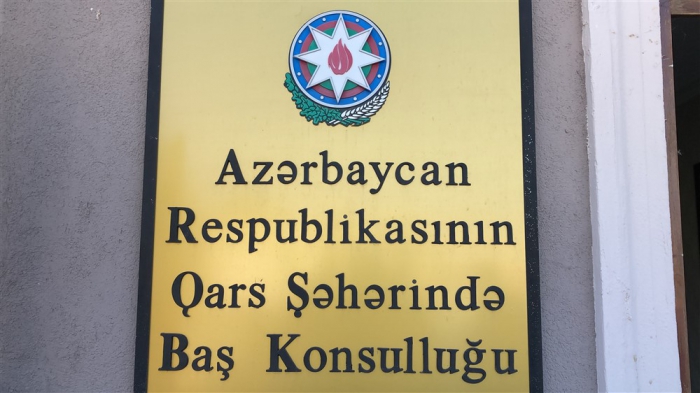 Azərbaycan
Respublikasının
Qars Şəhərində
Baş Konsulluğu